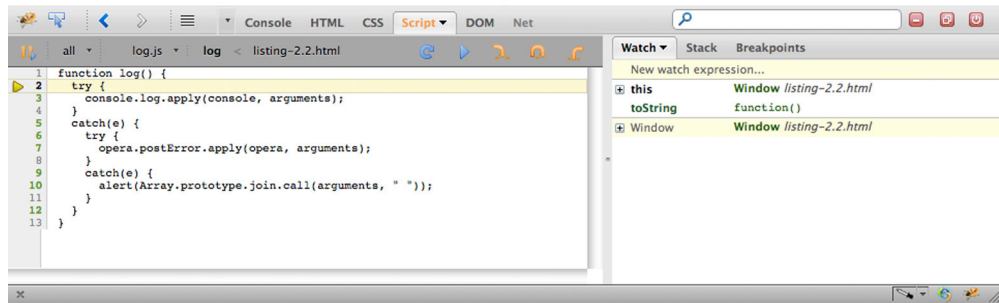 Console HTML CSS Script DOM Net
all log.js log < listing-2.2.html
Watch Stack Breakpoints
1 function log() {
2 try {
3 console.log.apply(console, arguments);
4 }
5 catch(e) {
6 try {
7 opera.postError.apply(opera, arguments);
8 }
9 catch(e) {
10 alert(Array.prototype.join.call(arguments, " "));
11 }
12 }
13 }
New watch expression...
this Window listing-2.2.html
toString function()
Window Window listing-2.2.html